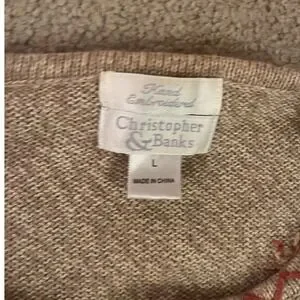 Hand
Embroidered
Christopher
& Banks
L
MADE IN CHINA